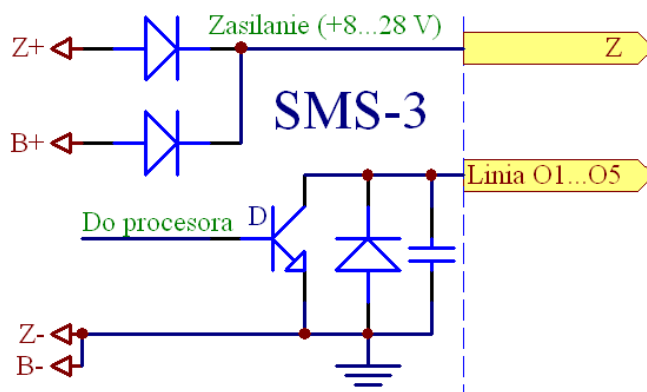 Zasilanie (+8...28 V)
Z+
Z
SMS-3
B+
Linia O1...O5
Do procesora
D
Z-
B-